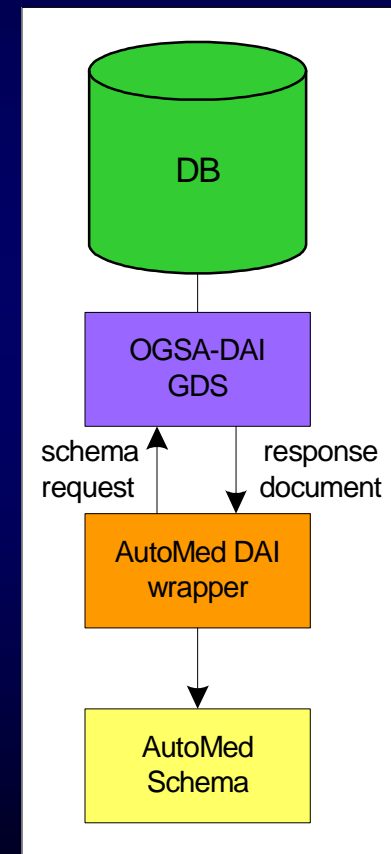 DB
OGSA-DAI
GDS
schema
request
response
document
AutoMed DAI
wrapper
AutoMed
Schema